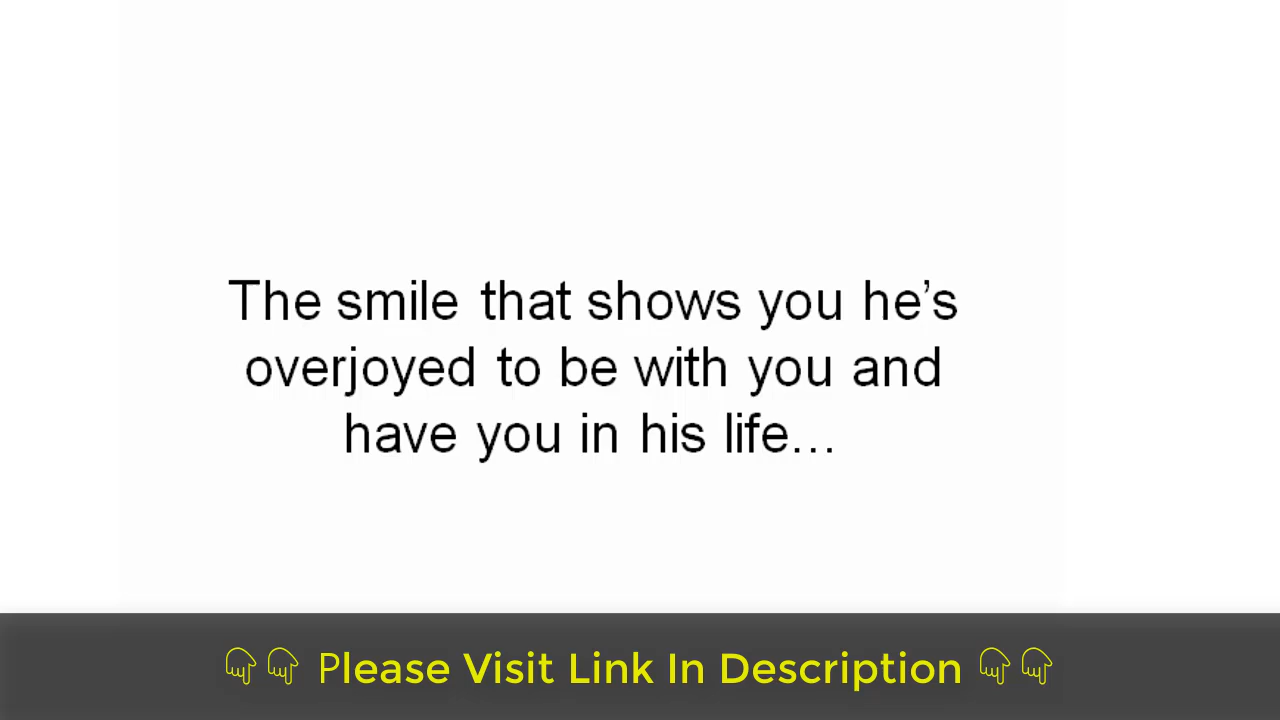 The smile that shows you he’s
overjoyed to be with you and
have you in his life...
Please Visit Link In Description